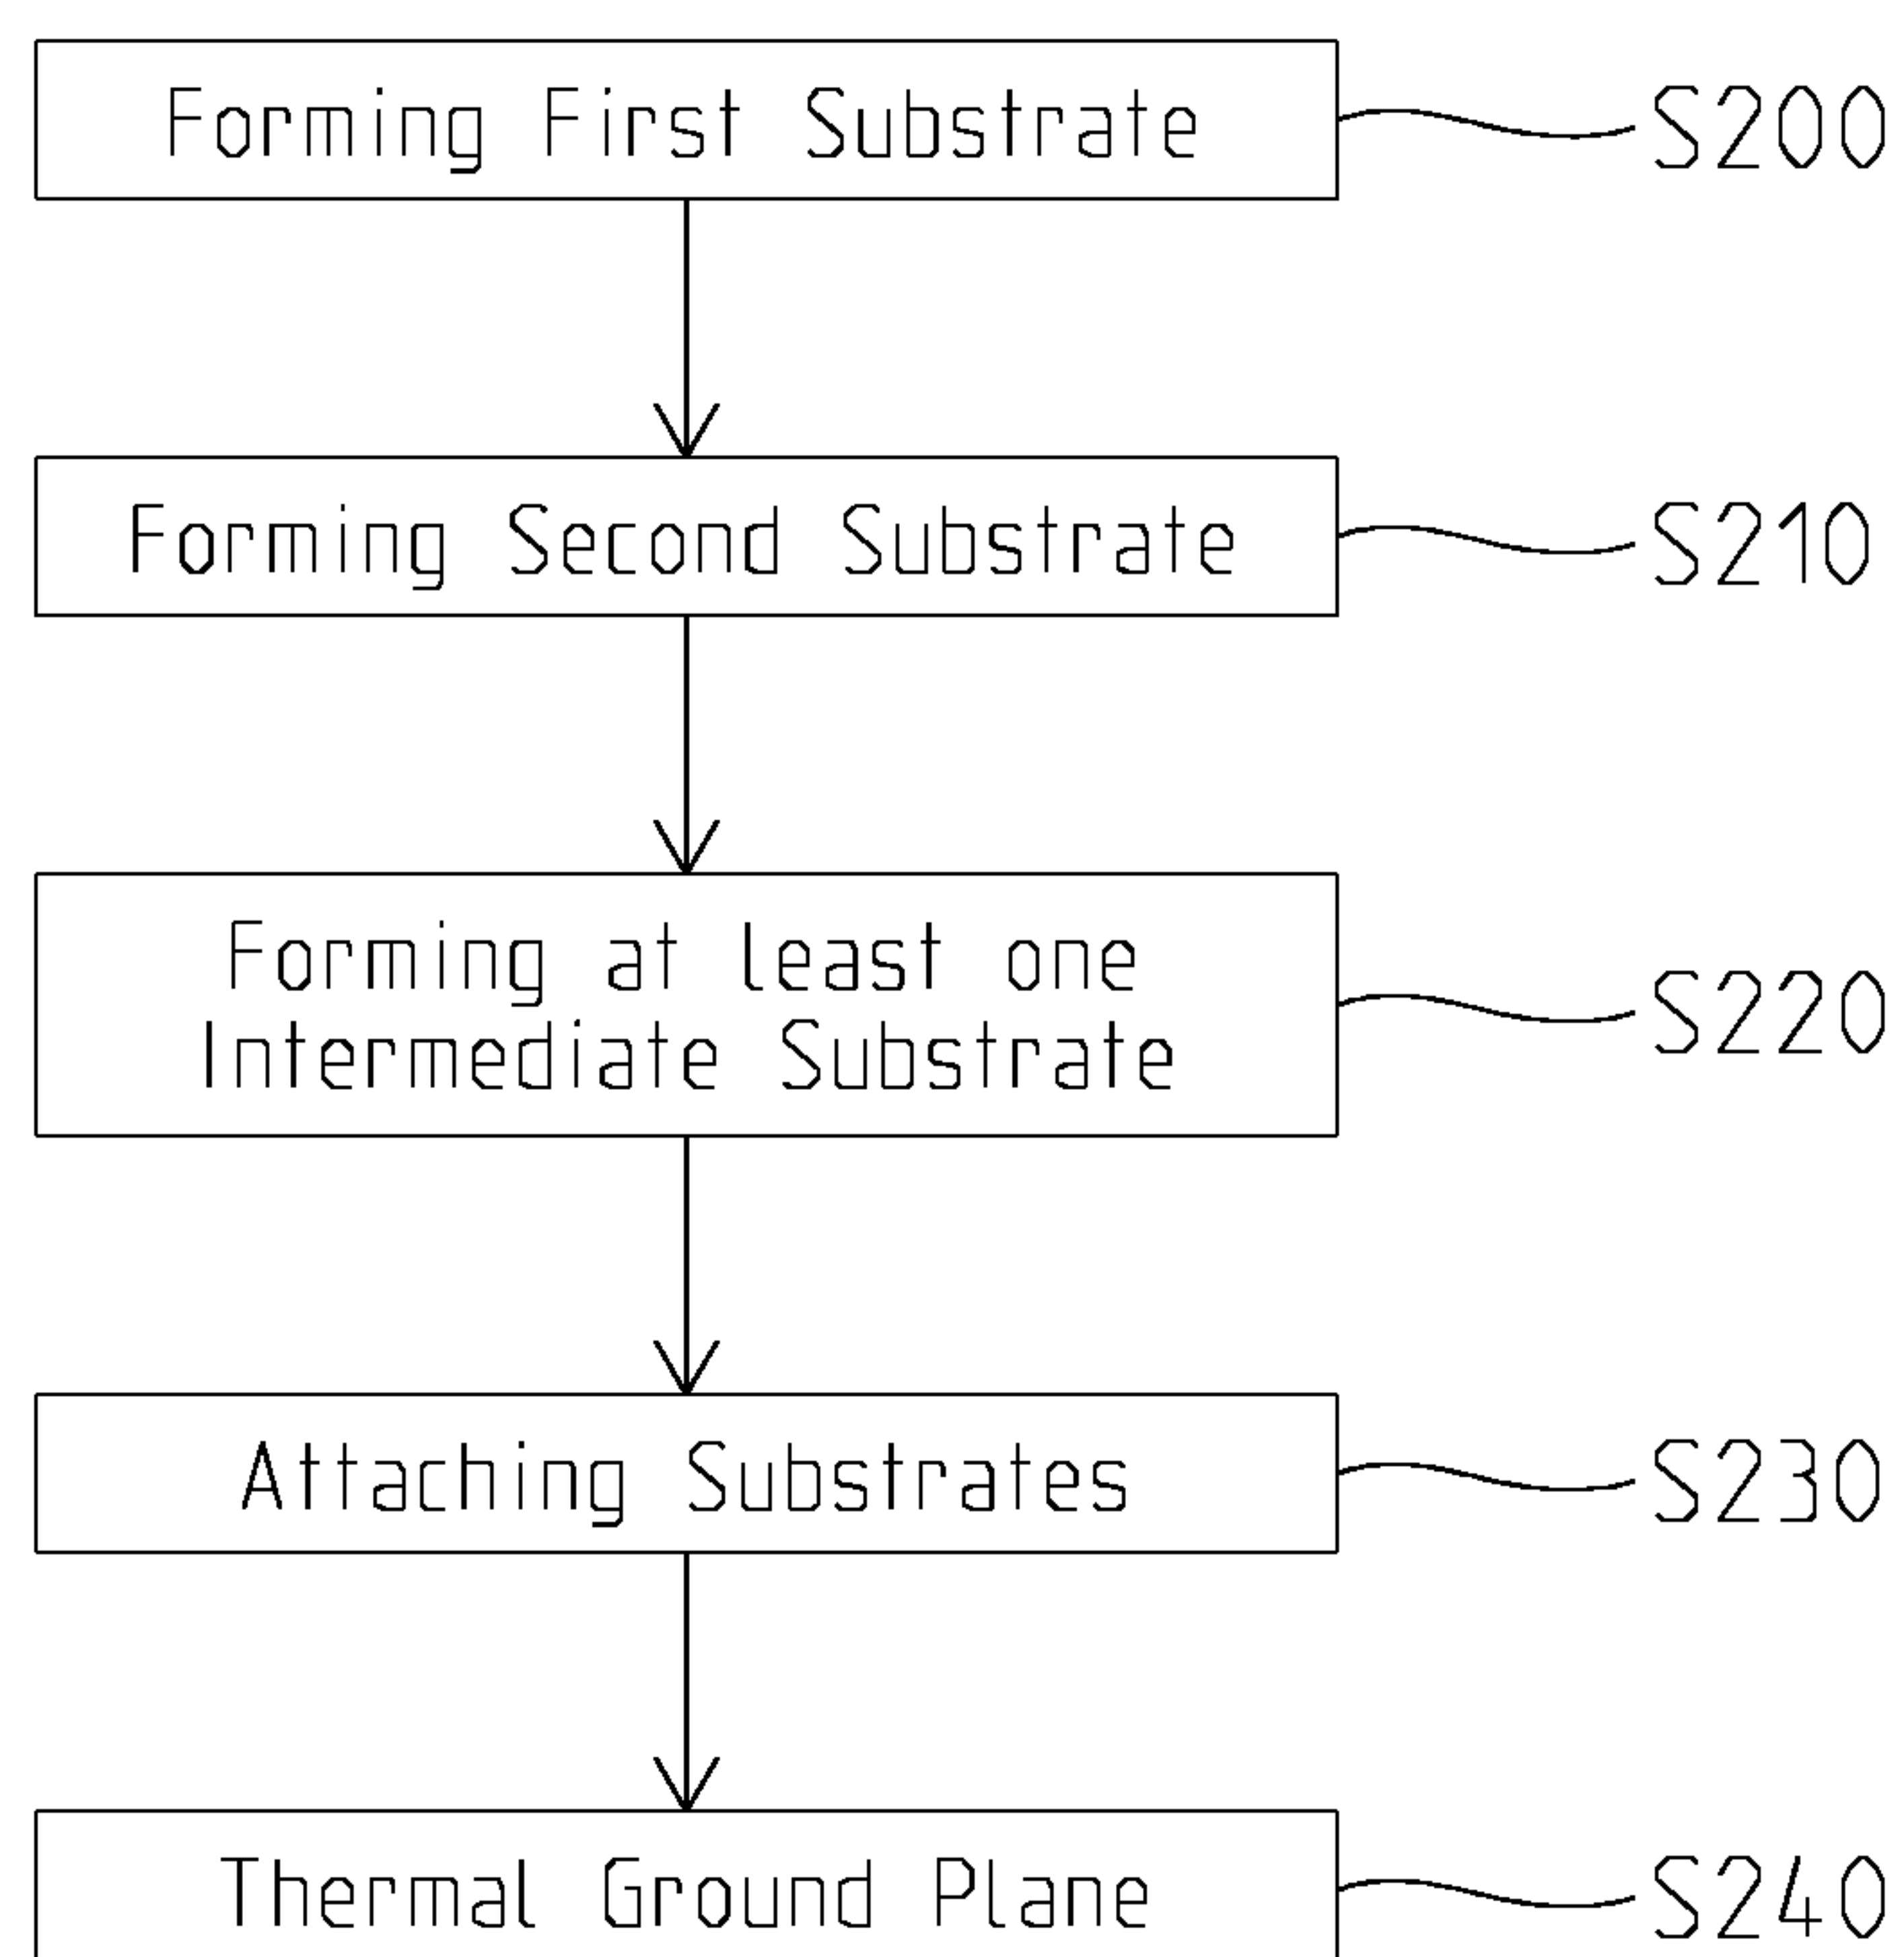 Forming First Substrate
S200
Forming Second Substrate
S210
Forming at least one
Intermediate Substrate
S220
Attaching Substrates
S230
Thermal Ground Plane
S240